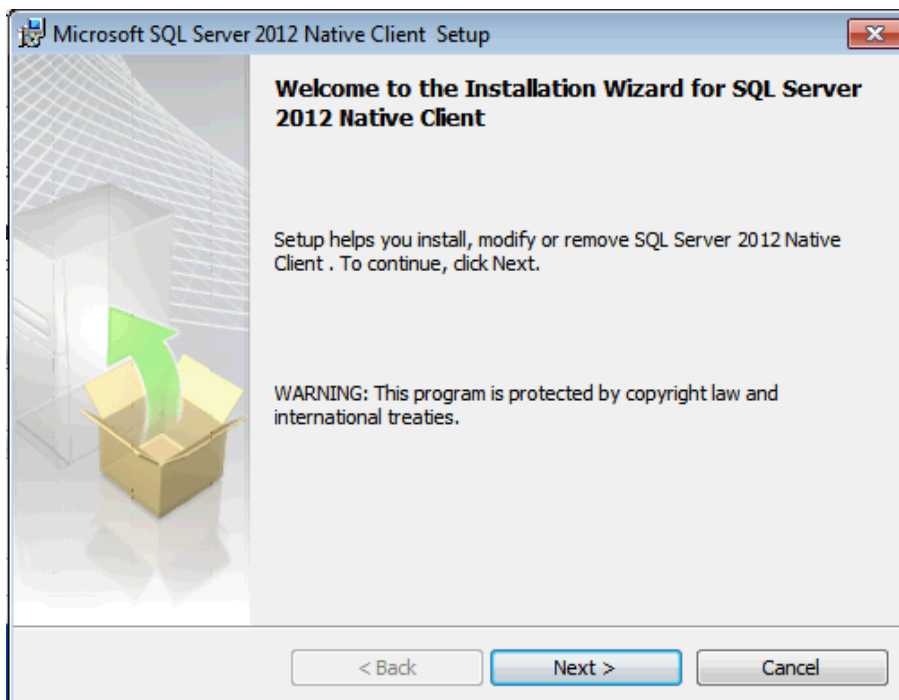 Microsoft SQL Server 2012 Native Client Setup
Welcome to the Installation Wizard for SQL Server
2012 Native Client
Setup helps you install, modify or remove SQL Server 2012 Native
Client . To continue, click Next.
WARNING: This program is protected by copyright law and
international treaties.
< Back
Next >
Cancel